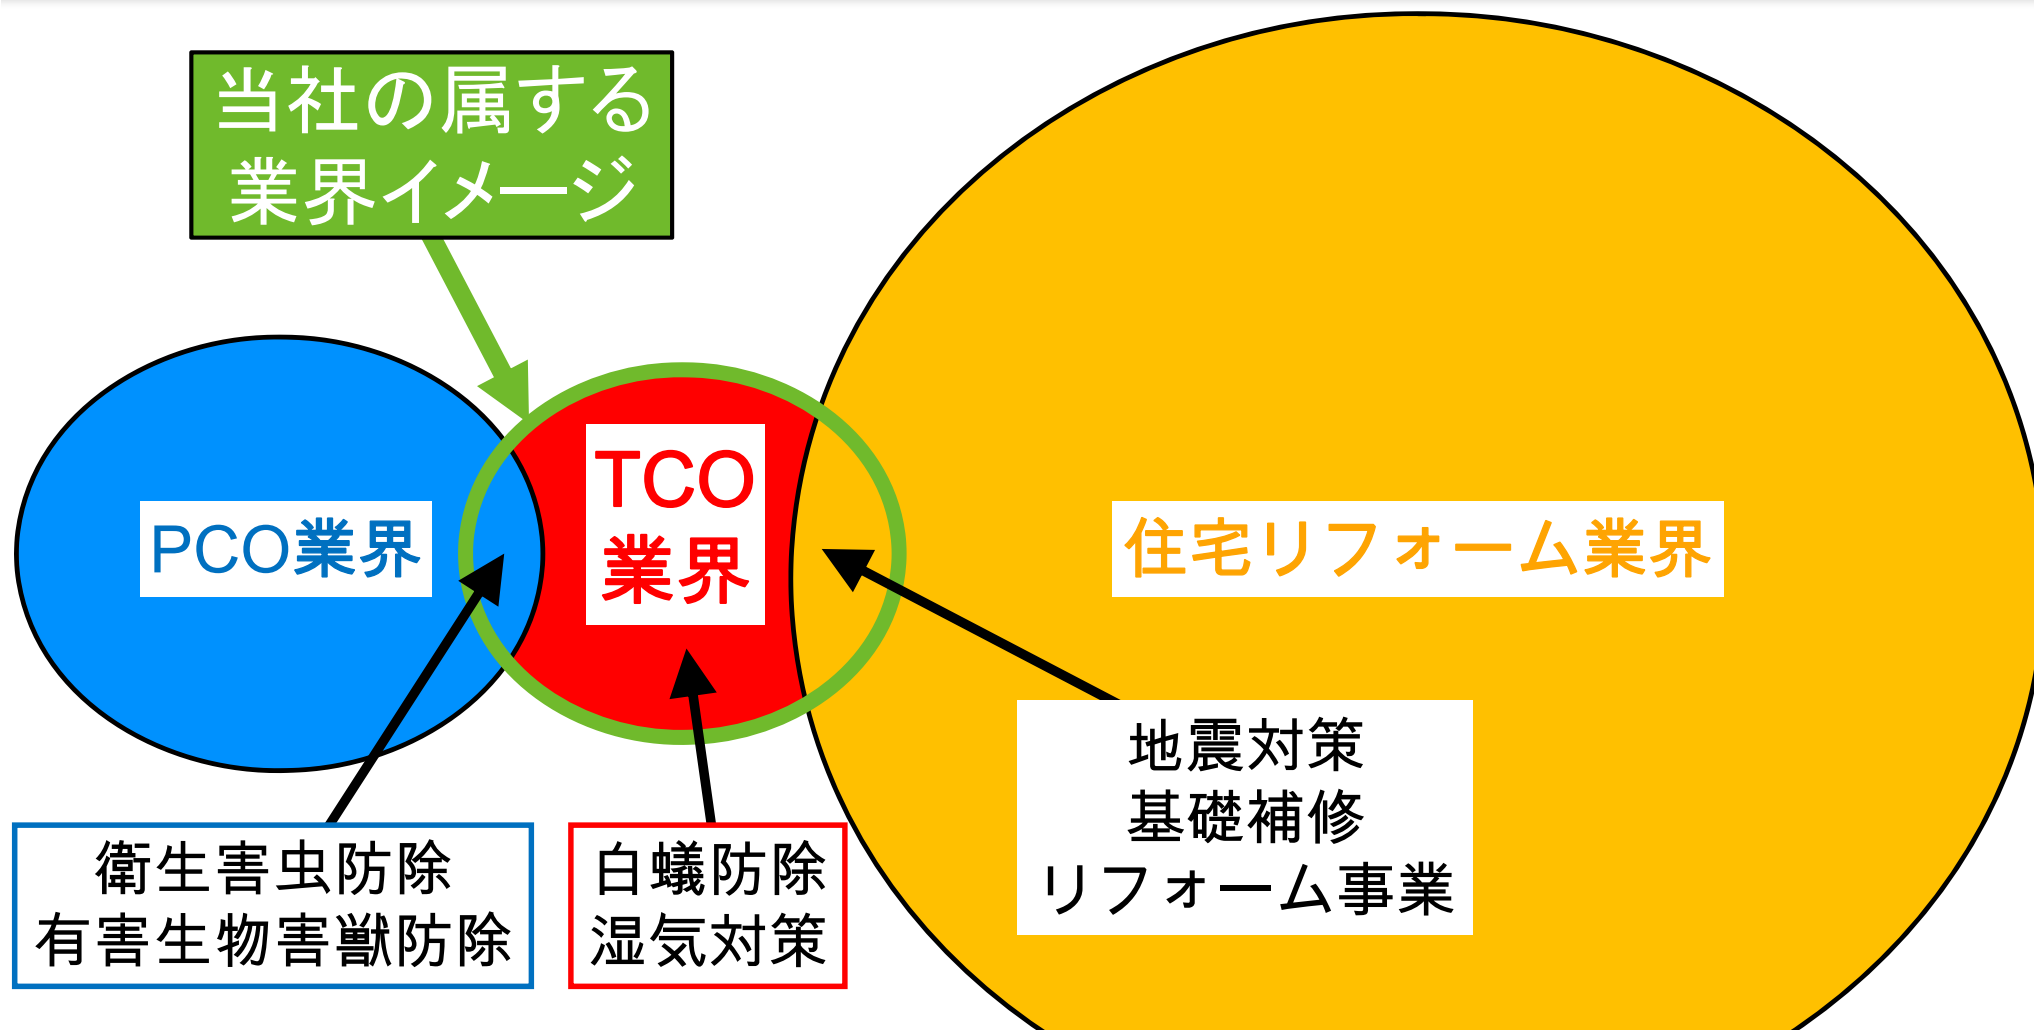 当社の属する
業界イメージ
PCO業界
TCO
業界
住宅リフォーム業界
衛生害虫防除
有害生物害獣防除
白蟻防除
湿気対策
地震対策
基礎補修
リフォーム事業